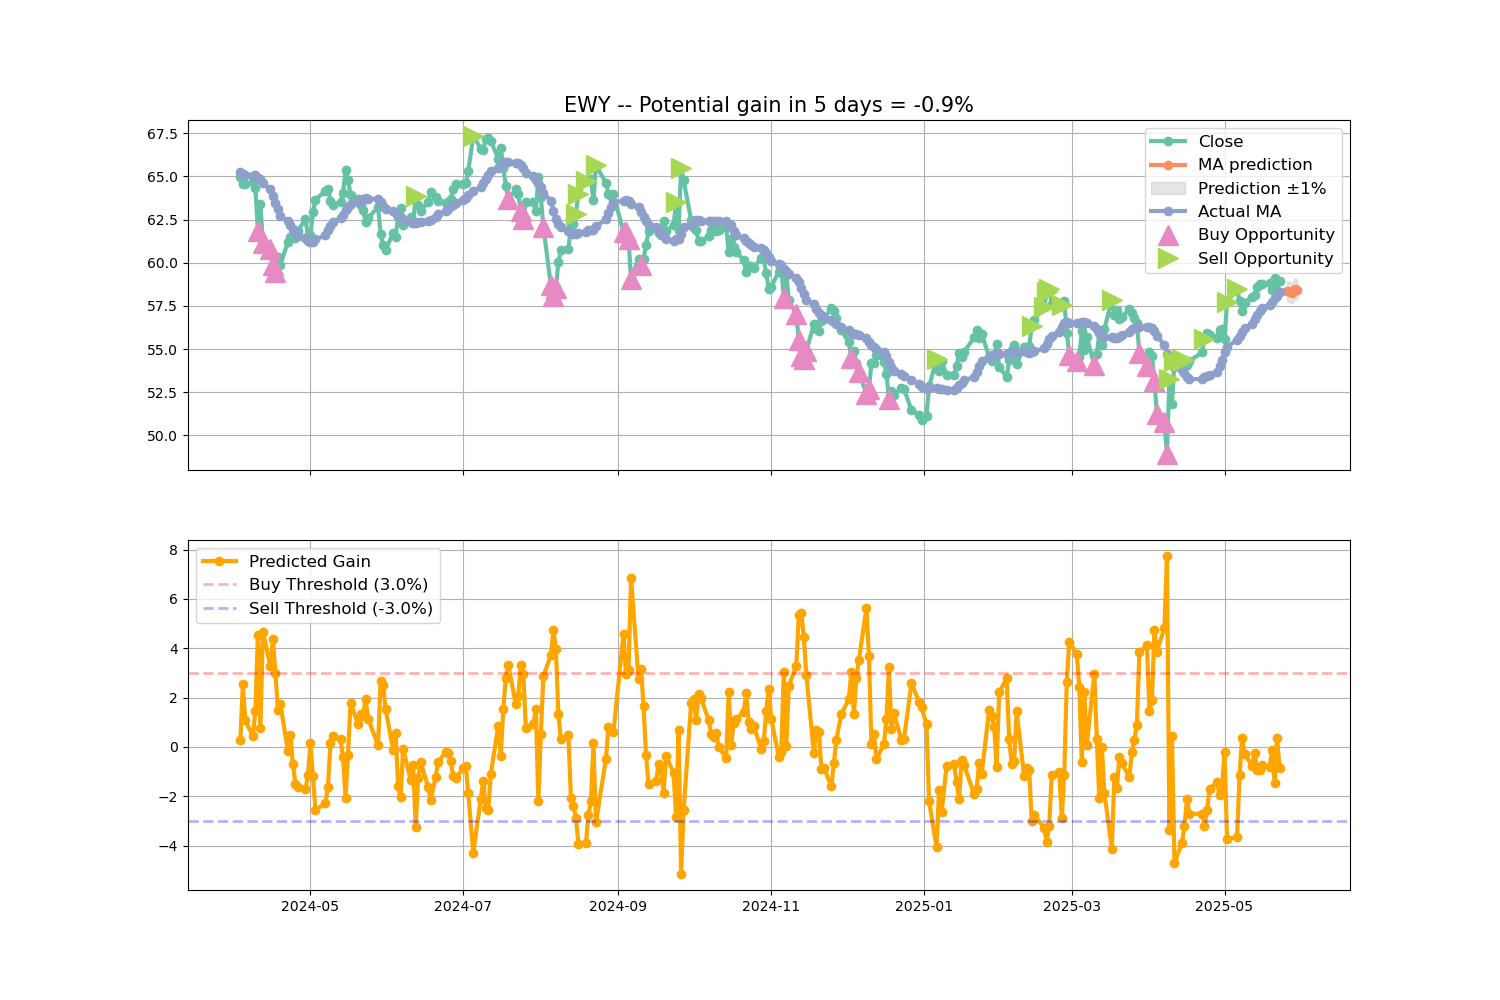 EWY -- Potential gain in 5 days = -0.9%
67.5
65.0
62.5
60.0
57.5
55.0
52.5
50.0
Close
MA prediction
Prediction ±1%
Actual MA
Buy Opportunity
Sell Opportunity
8
6
4
2
0
−2
−4
Predicted Gain
Buy Threshold (3.0%)
Sell Threshold (-3.0%)
2024-05
2024-07
2024-09
2024-11
2025-01
2025-03
2025-05